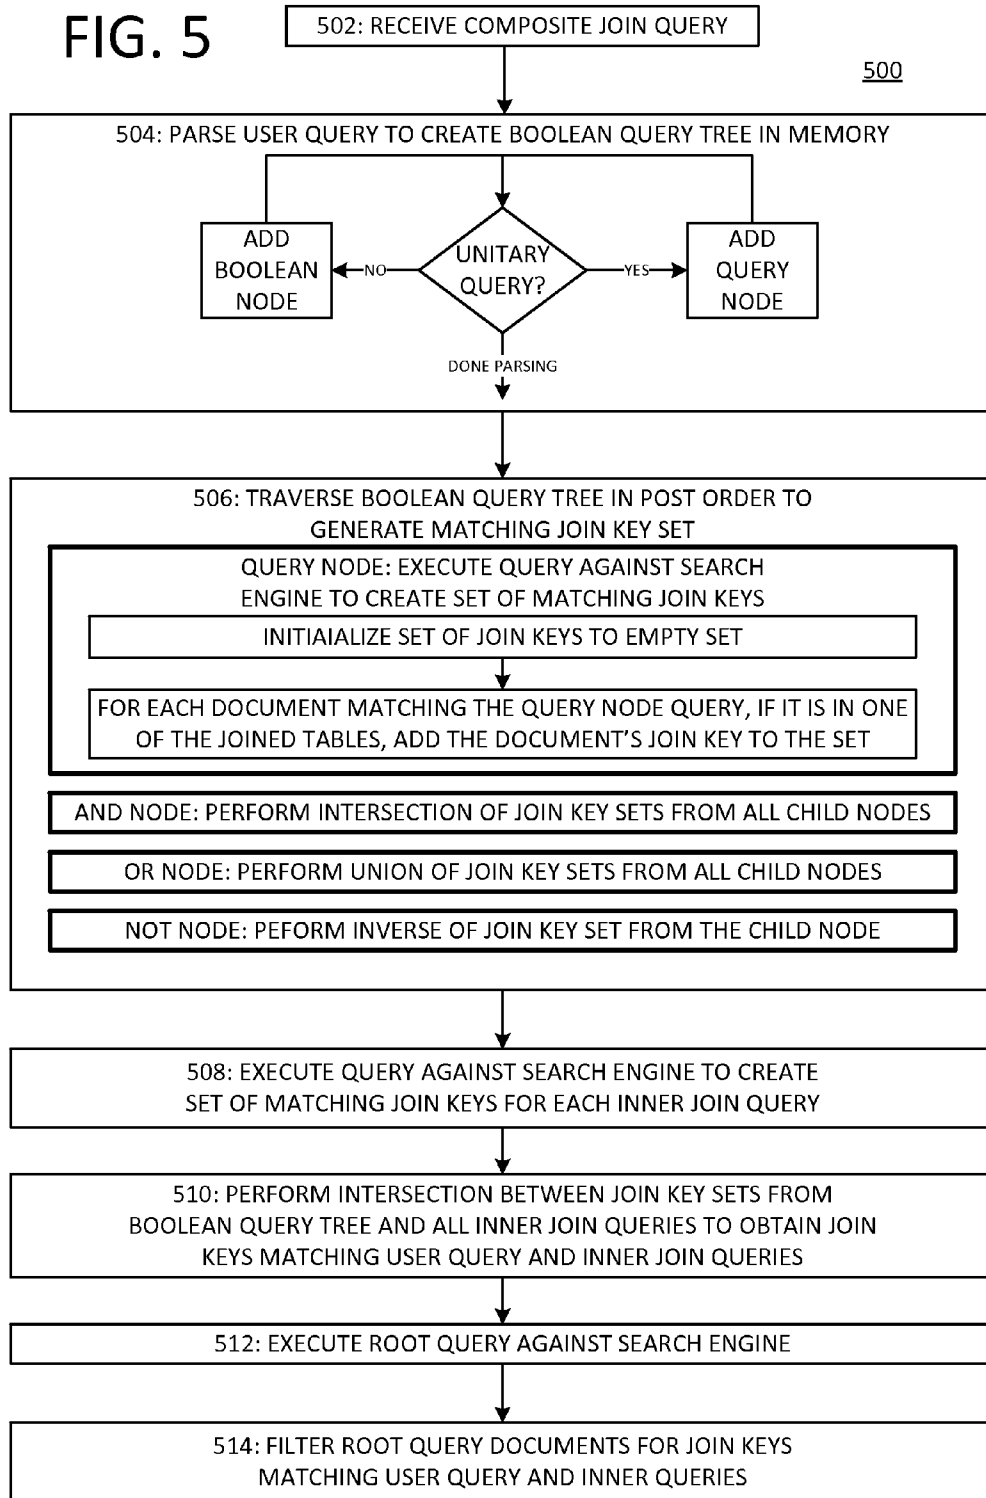 FIG. 5
502: RECEIVE COMPOSITE JOIN QUERY
500
504: PARSE USER QUERY TO CREATE BOOLEAN QUERY TREE IN MEMORY
ADD
BOOLEAN
NODE
NO
UNITARY
QUERY?
YES
ADD
QUERY
NODE
DONE PARSING
506: TRAVERSE BOOLEAN QUERY TREE IN POST ORDER TO
GENERATE MATCHING JOIN KEY SET
QUERY NODE: EXECUTE QUERY AGAINST SEARCH
ENGINE TO CREATE SET OF MATCHING JOIN KEYS
INITIAIALIZE SET OF JOIN KEYS TO EMPTY SET
FOR EACH DOCUMENT MATCHING THE QUERY NODE QUERY, IF IT IS IN ONE
OF THE JOINED TABLES, ADD THE DOCUMENT'S JOIN KEY TO THE SET
AND NODE: PERFORM INTERSECTION OF JOIN KEY SETS FROM ALL CHILD NODES
OR NODE: PERFORM UNION OF JOIN KEY SETS FROM ALL CHILD NODES
NOT NODE: PEFORM INVERSE OF JOIN KEY SET FROM THE CHILD NODE
508: EXECUTE QUERY AGAINST SEARCH ENGINE TO CREATE
SET OF MATCHING JOIN KEYS FOR EACH INNER JOIN QUERY
510: PERFORM INTERSECTION BETWEEN JOIN KEY SETS FROM
BOOLEAN QUERY TREE AND ALL INNER JOIN QUERIES TO OBTAIN JOIN
KEYS MATCHING USER QUERY AND INNER JOIN QUERIES
512: EXECUTE ROOT QUERY AGAINST SEARCH ENGINE
514: FILTER ROOT QUERY DOCUMENTS FOR JOIN KEYS
MATCHING USER QUERY AND INNER QUERIES